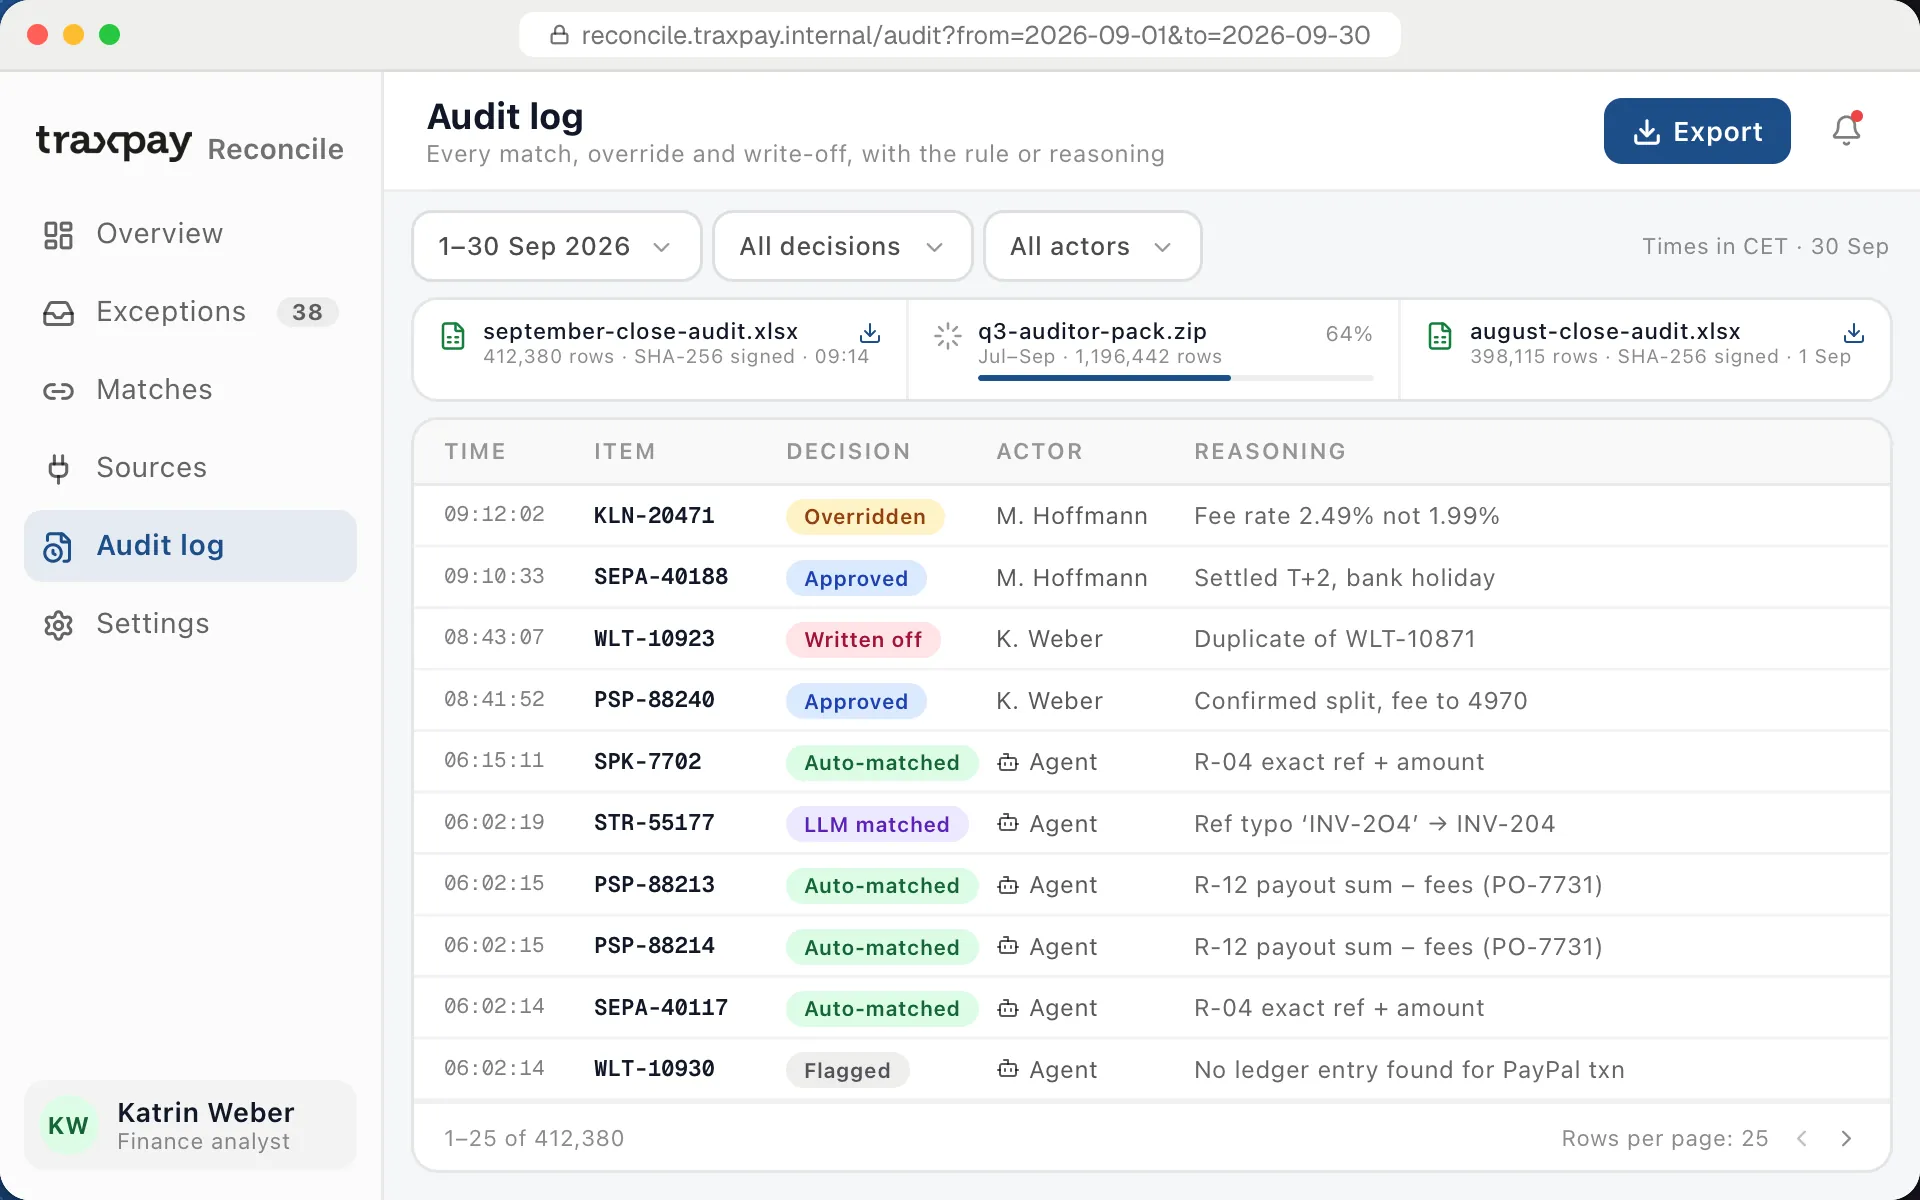 reconcile.traxpay.internal/audit?from=2026-09-01&to=2026-09-30
traxpay Reconcile
Overview
Exceptions 38
Matches
Sources
Audit log
Settings
KW
Katrin Weber
Finance analyst
Audit log
Every match, override and write-off, with the rule or reasoning
Export
1–30 Sep 2026
All decisions
All actors
Times in CET · 30 Sep
september-close-audit.xlsx
412,380 rows · SHA-256 signed · 09:14
q3-auditor-pack.zip 64%
Jul–Sep · 1,196,442 rows
august-close-audit.xlsx
398,115 rows · SHA-256 signed · 1 Sep
TIME ITEM DECISION ACTOR REASONING
09:12:02 KLN-20471 Overridden M. Hoffmann Fee rate 2.49% not 1.99%
09:10:33 SEPA-40188 Approved M. Hoffmann Settled T+2, bank holiday
08:43:07 WLT-10923 Written off K. Weber Duplicate of WLT-10871
08:41:52 PSP-88240 Approved K. Weber Confirmed split, fee to 4970
06:15:11 SPK-7702 Auto-matched Agent R-04 exact ref + amount
06:02:19 STR-55177 LLM matched Agent Ref typo ‘INV-2O4’ → INV-204
06:02:15 PSP-88213 Auto-matched Agent R-12 payout sum – fees (PO-7731)
06:02:15 PSP-88214 Auto-matched Agent R-12 payout sum – fees (PO-7731)
06:02:14 SEPA-40117 Auto-matched Agent R-04 exact ref + amount
06:02:14 WLT-10930 Flagged Agent No ledger entry found for PayPal txn
1–25 of 412,380
Rows per page: 25